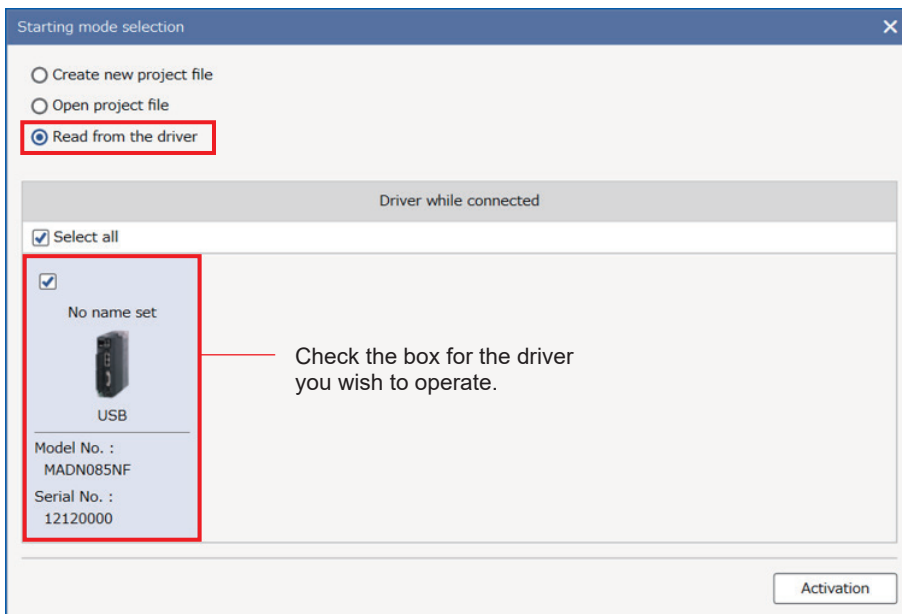 Starting mode selection
Create new project file
Open project file
Read from the driver
Driver while connected
Select all
No name set
USB
Model No. :
MADN085NF
Serial No. :
12120000
Check the box for the driver
you wish to operate.
Activation